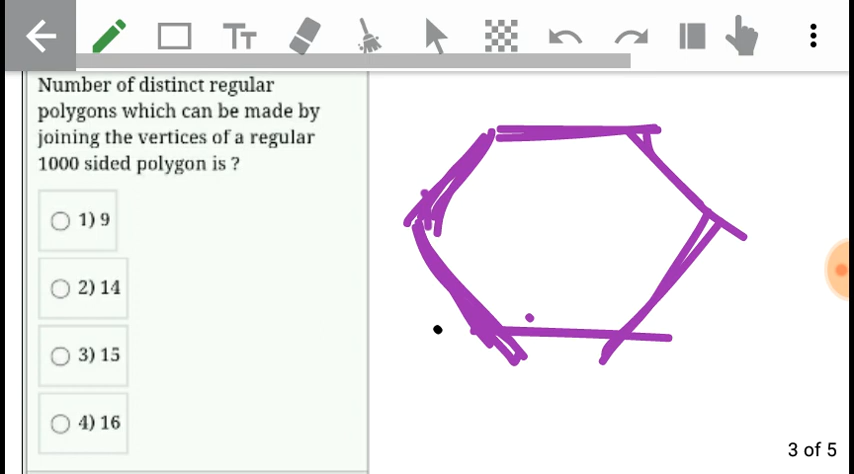 TT
Number of distinct regular
polygons which can be made by
joining the vertices of a regular
1000 sided polygon is ?
1) 9
2) 14
3) 15
4) 16
3 of 5